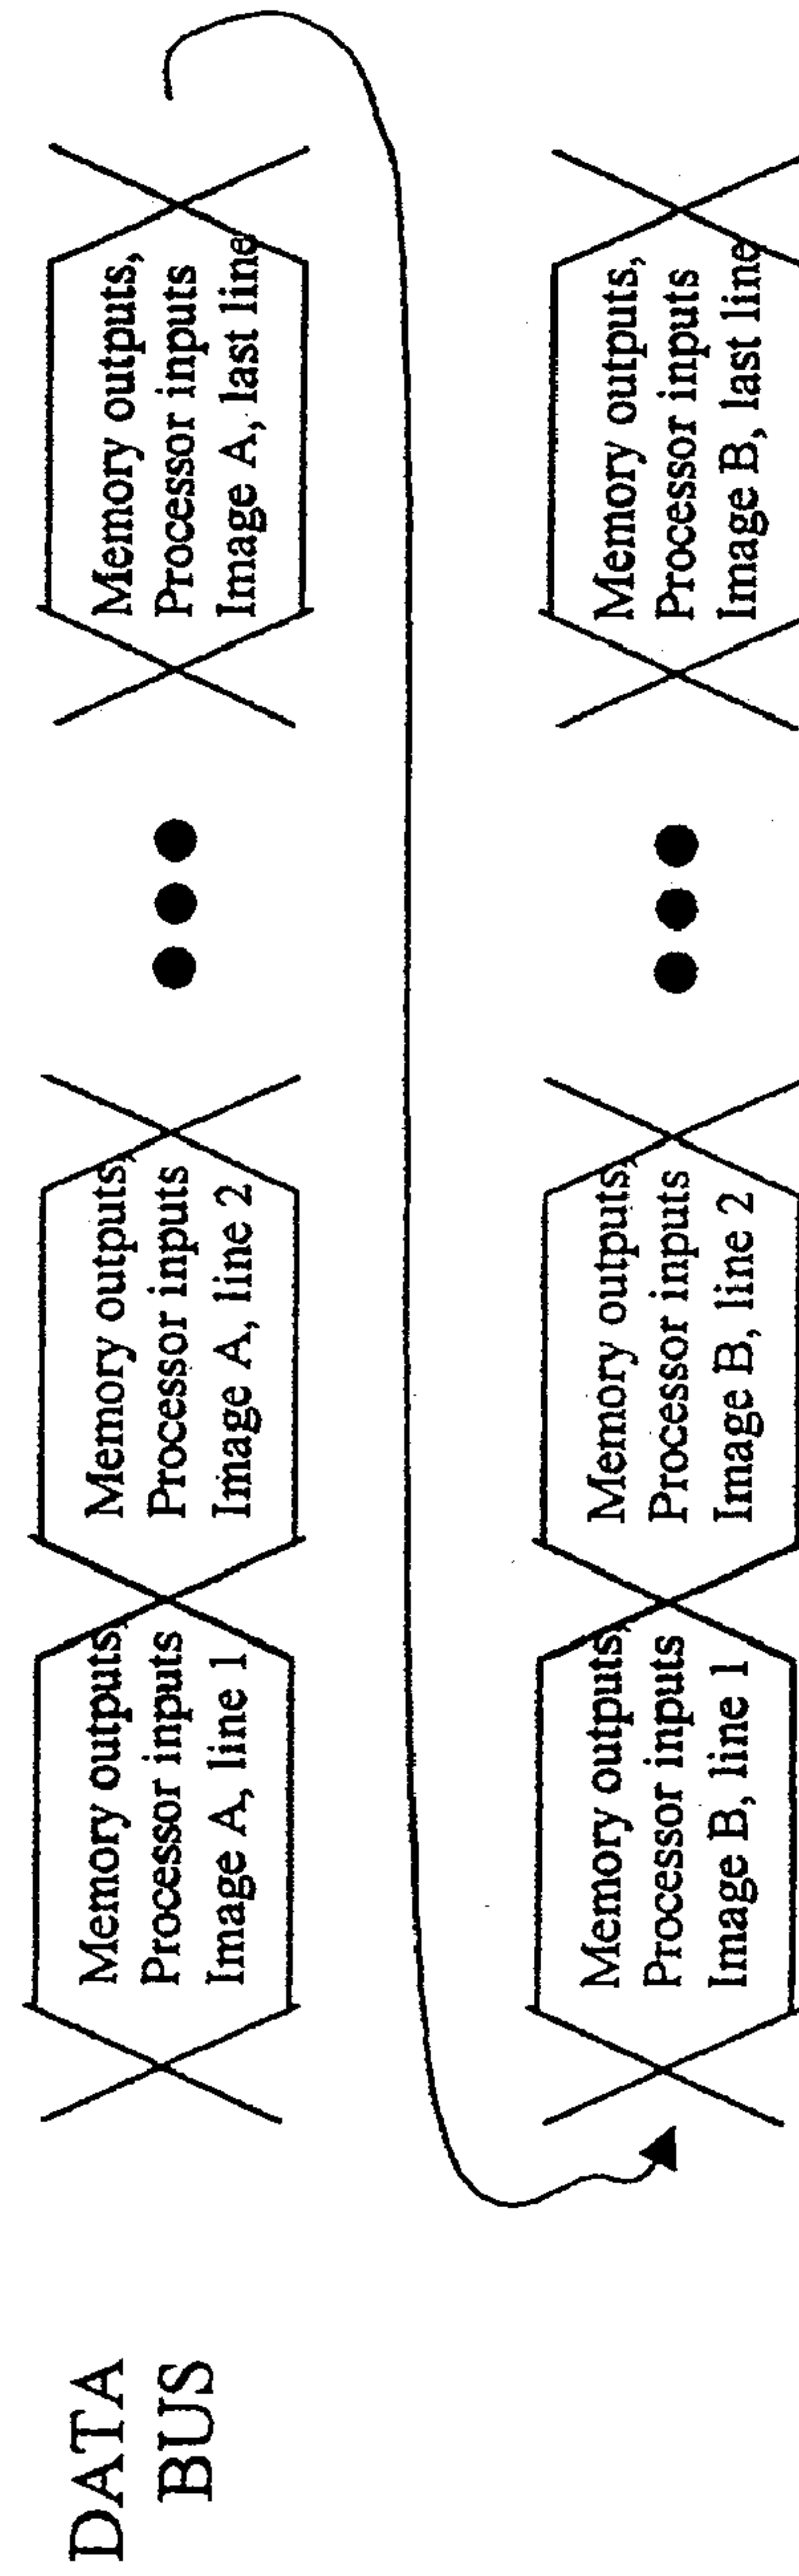 DATA
BUS
Memory outputs,
Processor inputs
Image A, line 1
Memory outputs,
Processor inputs
Image A, line 2
Memory outputs,
Processor inputs
Image A, last line
Memory outputs,
Processor inputs
Image B, line 1
Memory outputs,
Processor inputs
Image B, line 2
Memory outputs,
Processor inputs
Image B, last line